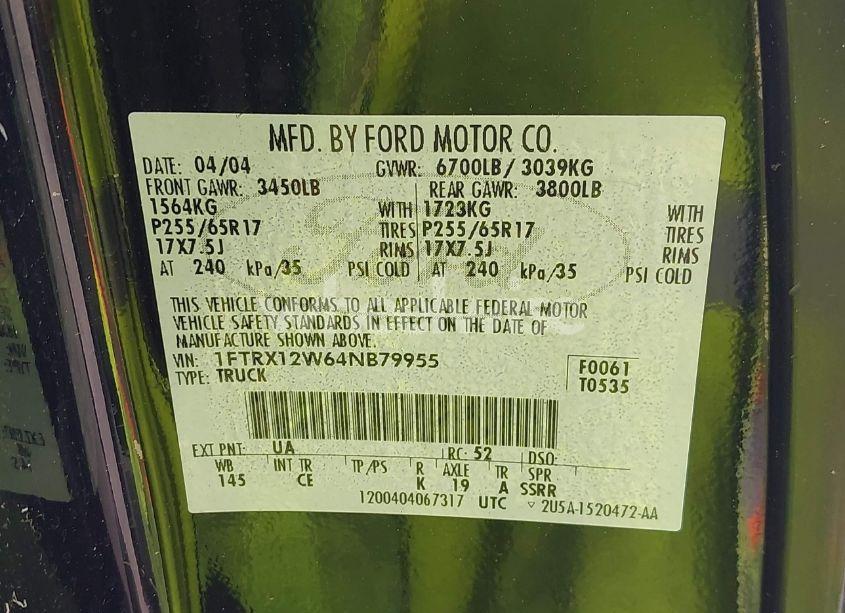 MFD. BY FORD MOTOR CO.
DATE: 04/04 GVWR: 6700LB/ 3039KG
FRONT GAWR: 3450LB REAR GAWR: 3800LB
1564KG WITH 1723KG WITH
P255/65R17 TIRES P255/65R17 TIRES
17X7.5J RIMS 17X7.5J RIMS
AT 240 kPa/35 PSI COLD AT 240 kPa/35 PSI COLD
THIS VEHICLE CONFORMS TO ALL APPLICABLE FEDERAL MOTOR
VEHICLE SAFETY STANDARDS IN EFFECT ON THE DATE OF
MANUFACTURE SHOWN ABOVE.
VIN: 1FTRX12W64NB79955 F0061
TYPE: TRUCK T0535
EXT PNT: UA RC: 52 DSO:
WB INT TR TP/PS R AXLE TR SPR
145 CE K 19 A SSRR
1200404067317 UTC ▽ 2U5A-1520472-AA